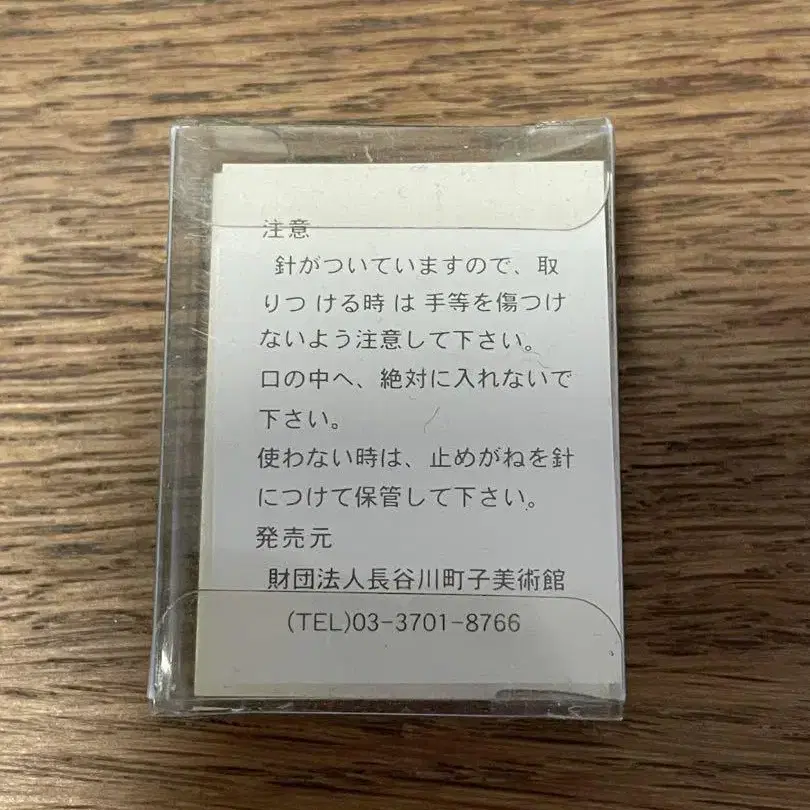 注意
針がついていますので、取
りつ ける時 は 手等を傷つけ
ないよう注意して下さい。
口の中へ、絶対に入れないで
下さい。
使わない時は、止めがねを針
につけて保管して下さい。
発売元
財団法人長谷川町子美術館
(TEL)03-3701-8766